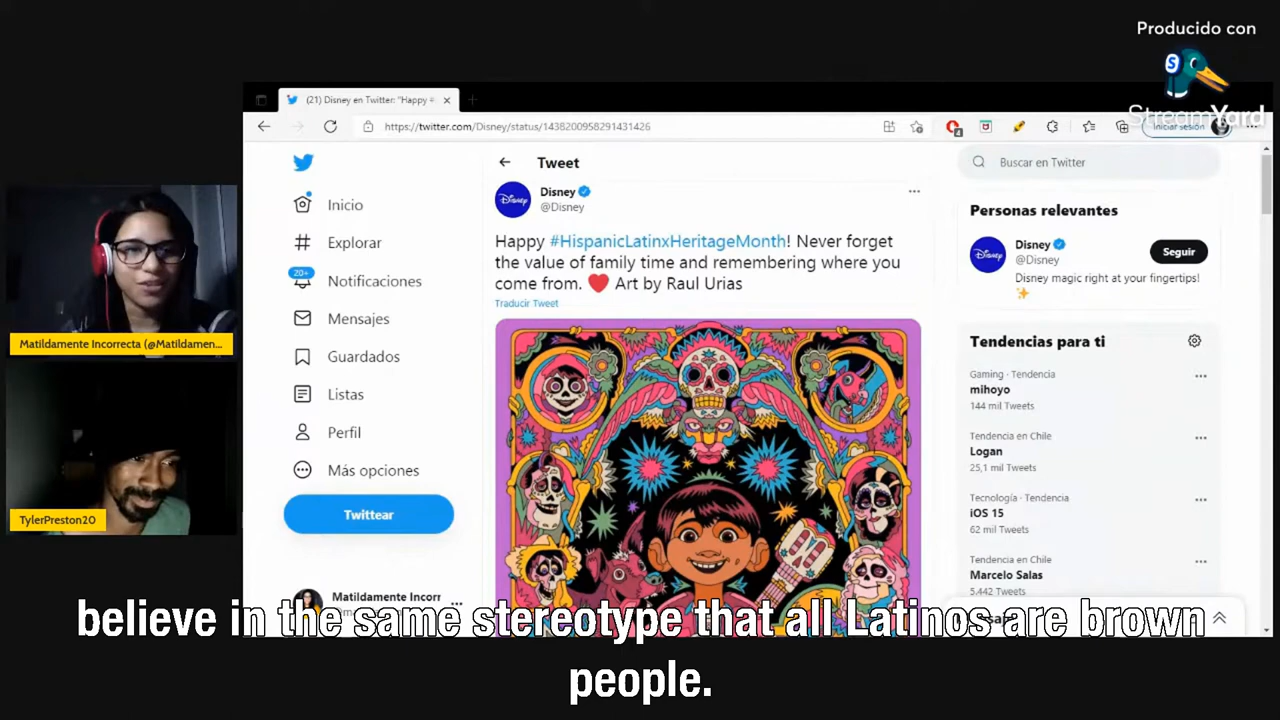 Producido con
StreamYard
(21) Disney en Twitter: "Happy
https://twitter.com/Disney/status/1438200958291431426
Iniciar sesión
Inicio
Explorar
20+
Notificaciones
Mensajes
Guardados
Listas
Perfil
Más opciones
Twittear
Matildamente Incorr
Tweet
Disney
@Disney
Happy #HispanicLatinxHeritageMonth! Never forget
the value of family time and remembering where you
come from. ❤ Art by Raul Urias
Traducir Tweet
Buscar en Twitter
Personas relevantes
Disney
@Disney
Seguir
Disney magic right at your fingertips!
✨
Tendencias para ti
Gaming · Tendencia
mihoyo
144 mil Tweets
Tendencia en Chile
Logan
25,1 mil Tweets
Tecnología · Tendencia
iOS 15
62 mil Tweets
Tendencia en Chile
Marcelo Salas
5.442 Tweets
Matildamente Incorrecta (@Matildamen...
TylerPreston20
believe in the same stereotype that all Latinos are brown
people.